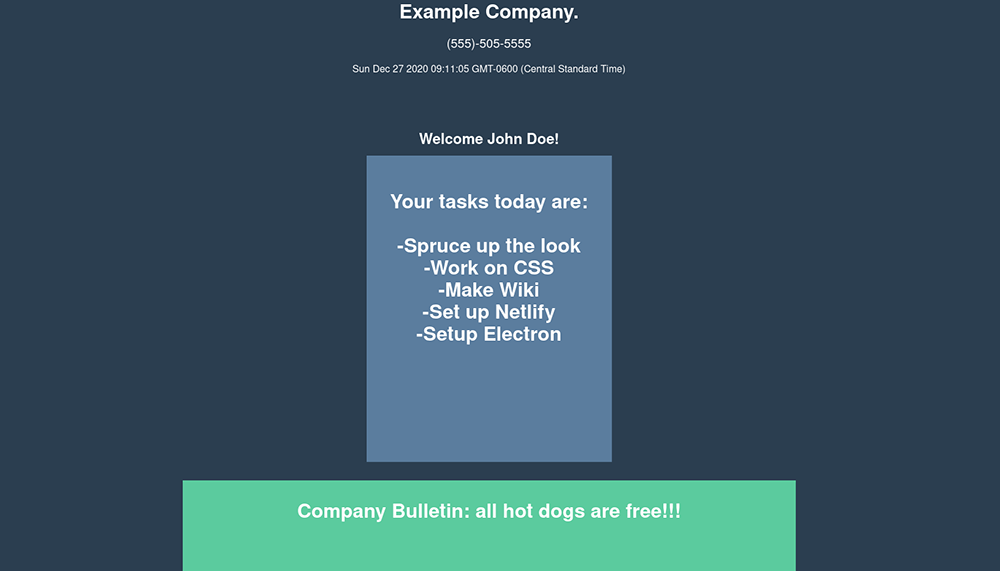 Example Company.
(555)-505-5555
Sun Dec 27 2020 09:11:05 GMT-0600 (Central Standard Time)
Welcome John Doe!
Your tasks today are:
-Spruce up the look
-Work on CSS
-Make Wiki
-Set up Netlify
-Setup Electron
Company Bulletin: all hot dogs are free!!!